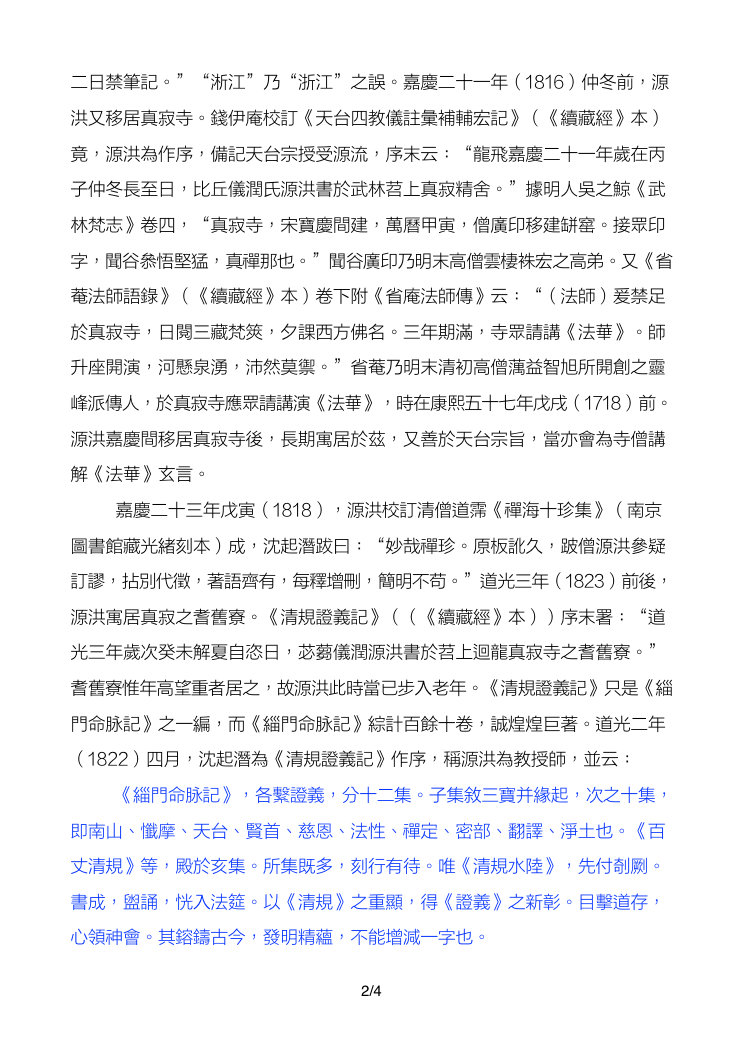 二日禁筆記。” “淅江”乃“浙江”之誤。嘉慶二十一年（1816）仲冬前，源
洪又移居真寂寺。錢伊庵校訂《天台四教儀註彙補輔宏記》（《續藏經》本）
竟，源洪為作序，備記天台宗授受源流，序末云：“龍飛嘉慶二十一年歲在丙
子仲冬長至日，比丘儀潤氏源洪書於武林苕上真寂精舍。”據明人吳之鯨《武
林梵志》卷四，“真寂寺，宋寶慶間建，萬曆甲寅，僧廣印移建缾窰。接眾印
字，聞谷叅悟堅猛，真禪那也。”聞谷廣印乃明末高僧雲棲袾宏之高弟。又《省
菴法師語錄》（《續藏經》本）卷下附《省庵法師傳》云：“（法師）爰禁足
於真寂寺，日閱三藏梵筴，夕課西方佛名。三年期滿，寺眾請講《法華》。師
升座開演，河懸泉湧，沛然莫禦。”省菴乃明末清初高僧澫益智旭所開創之靈
峰派傳人，於真寂寺應眾請講演《法華》，時在康熙五十七年戊戌（1718）前。
源洪嘉慶間移居真寂寺後，長期寓居於茲，又善於天台宗旨，當亦會為寺僧講
解《法華》玄言。
嘉慶二十三年戊寅（1818），源洪校訂清僧道霈《禪海十珍集》（南京
圖書館藏光緒刻本）成，沈起潛跋曰：“妙哉禪珍。原板訛久，跛僧源洪參疑
訂謬，拈別代徵，著語齊有，每釋增刪，簡明不苟。”道光三年（1823）前後，
源洪寓居真寂之耆舊寮。《清規證義記》（（《續藏經》本））序末署：“道
光三年歲次癸未解夏自恣日，苾蒭儀潤源洪書於苕上迴龍真寂寺之耆舊寮。”
耆舊寮惟年高望重者居之，故源洪此時當已步入老年。《清規證義記》只是《緇
門命脉記》之一編，而《緇門命脉記》綜計百餘十卷，誠煌煌巨著。道光二年
（1822）四月，沈起潛為《清規證義記》作序，稱源洪為教授師，並云：
《緇門命脉記》，各繫證義，分十二集。子集敘三寶并緣起，次之十集，
即南山、懺摩、天台、賢首、慈恩、法性、禪定、密部、翻譯、淨土也。《百
丈清規》等，殿於亥集。所集既多，刻行有待。唯《清規水陸》，先付剞劂。
書成，盥誦，恍入法筵。以《清規》之重顯，得《證義》之新彰。目擊道存，
心領神會。其鎔鑄古今，發明精蘊，不能增減一字也。
2/4